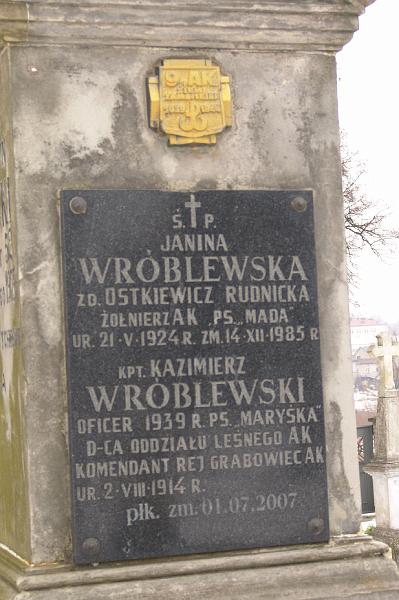 9. AK
Ś. † P.
JANINA
WRÓBLEWSKA
ZD. OSTKIEWICZ RUDNICKA
ŻOŁNIERZ AK „PS. „MADA"
UR. 21·V·1924 R. ZM. 14·XII·1985 R
KPT. KAZIMIERZ
WRÓBLEWSKI
OFICER 1939 R. PS. „MARYSKA"
D-CA ODDZIAŁU LEŚNEGO AK
KOMENDANT REJ GRABOWIEC AK
UR. 2·VIII·1914 R.
płk. zm. 01.07.2007